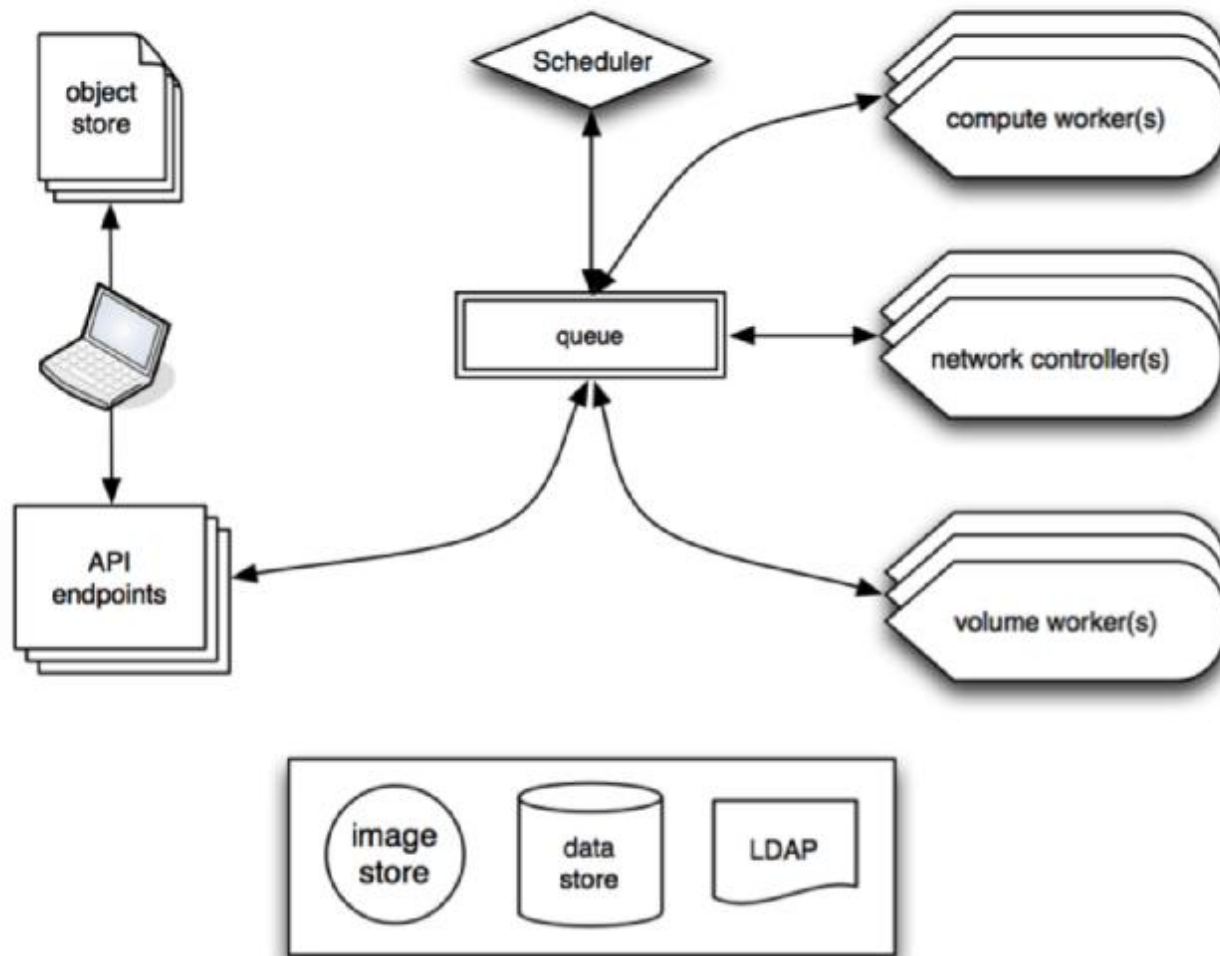 object
store
Scheduler
compute worker(s)
queue
network controller(s)
API
endpoints
volume worker(s)
image
store
data
store
LDAP